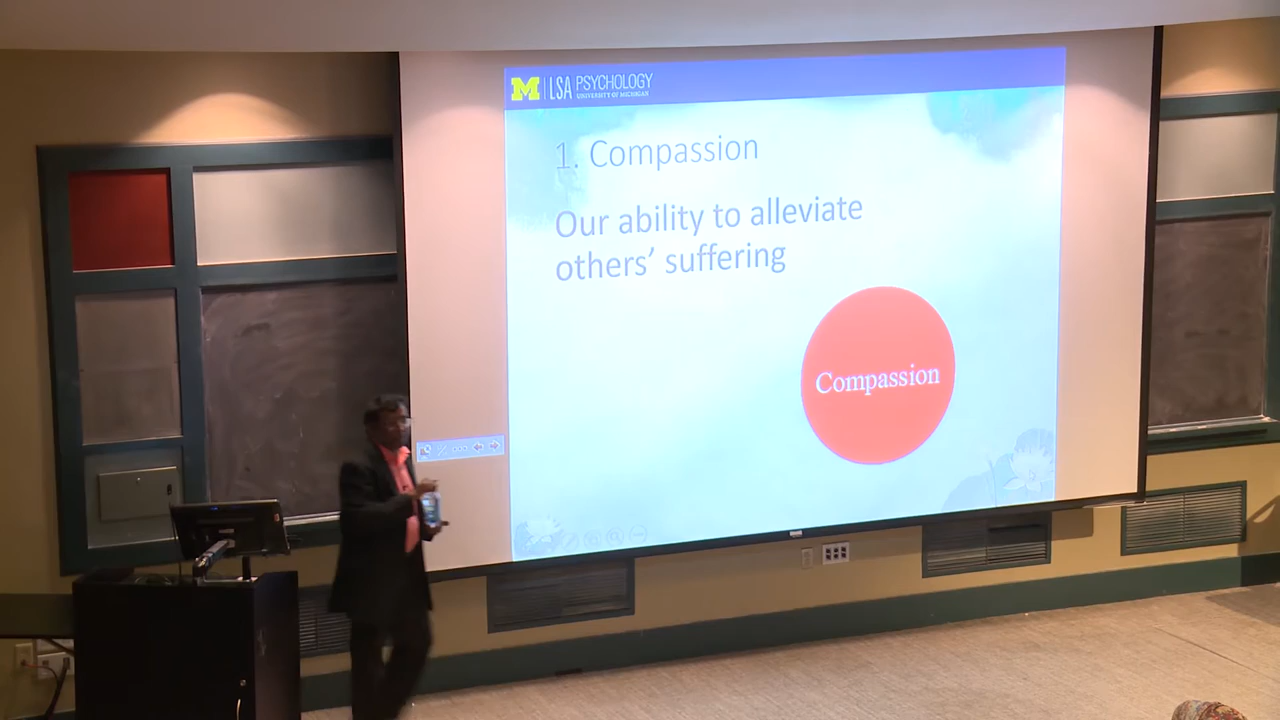 M | LSA PSYCHOLOGY
UNIVERSITY OF MICHIGAN
1. Compassion
Our ability to alleviate
others' suffering
Compassion